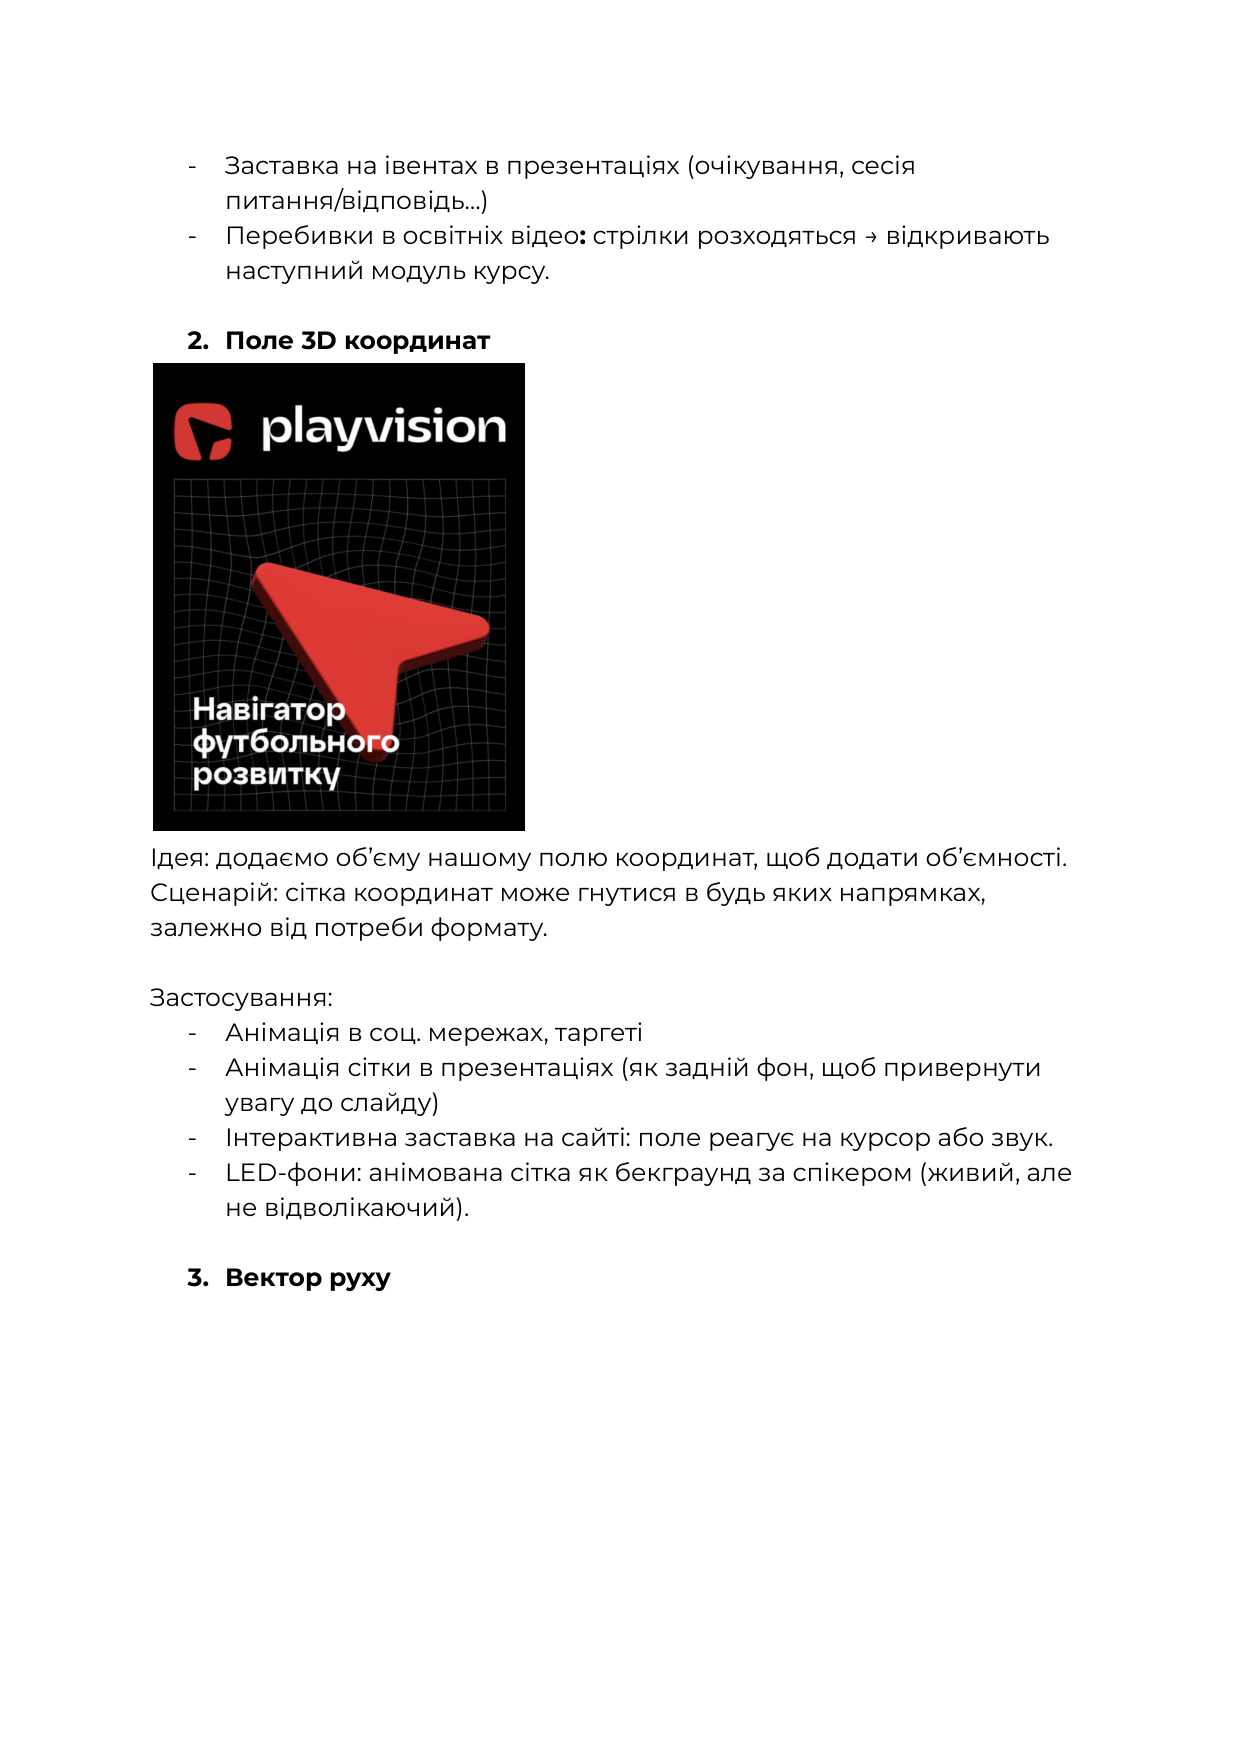 - Заставка на івентах в презентаціях (очікування, сесія
питання/відповідь...)
- Перебивки в освітніх відео: стрілки розходяться → відкривають
наступний модуль курсу.
2. Поле 3D координат
playvision
Навігатор
футбольного
розвитку
Ідея: додаємо об’єму нашому полю координат, щоб додати об’ємності.
Сценарій: сітка координат може гнутися в будь яких напрямках,
залежно від потреби формату.
Застосування:
- Анімація в соц. мережах, таргеті
- Анімація сітки в презентаціях (як задній фон, щоб привернути
увагу до слайду)
- Інтерактивна заставка на сайті: поле реагує на курсор або звук.
- LED-фони: анімована сітка як бекграунд за спікером (живий, але
не відволікаючий).
3. Вектор руху